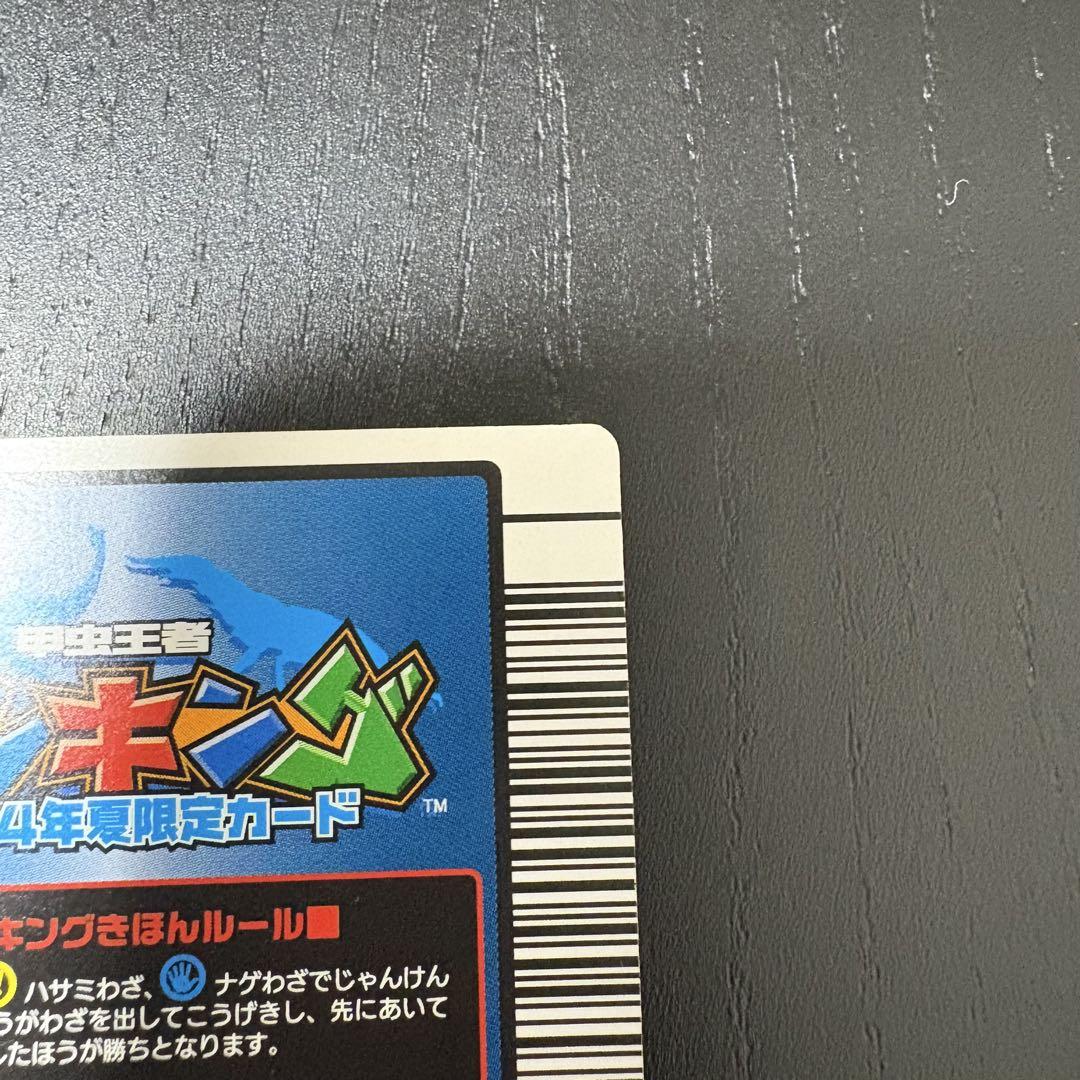 甲虫王者
キング
TM
4年夏限定カード
キングきほんルール■
ハサミわざ、 ナゲわざでじゃんけん
うがわざを出してこうげきし、先にあいて
したほうが勝ちとなります。